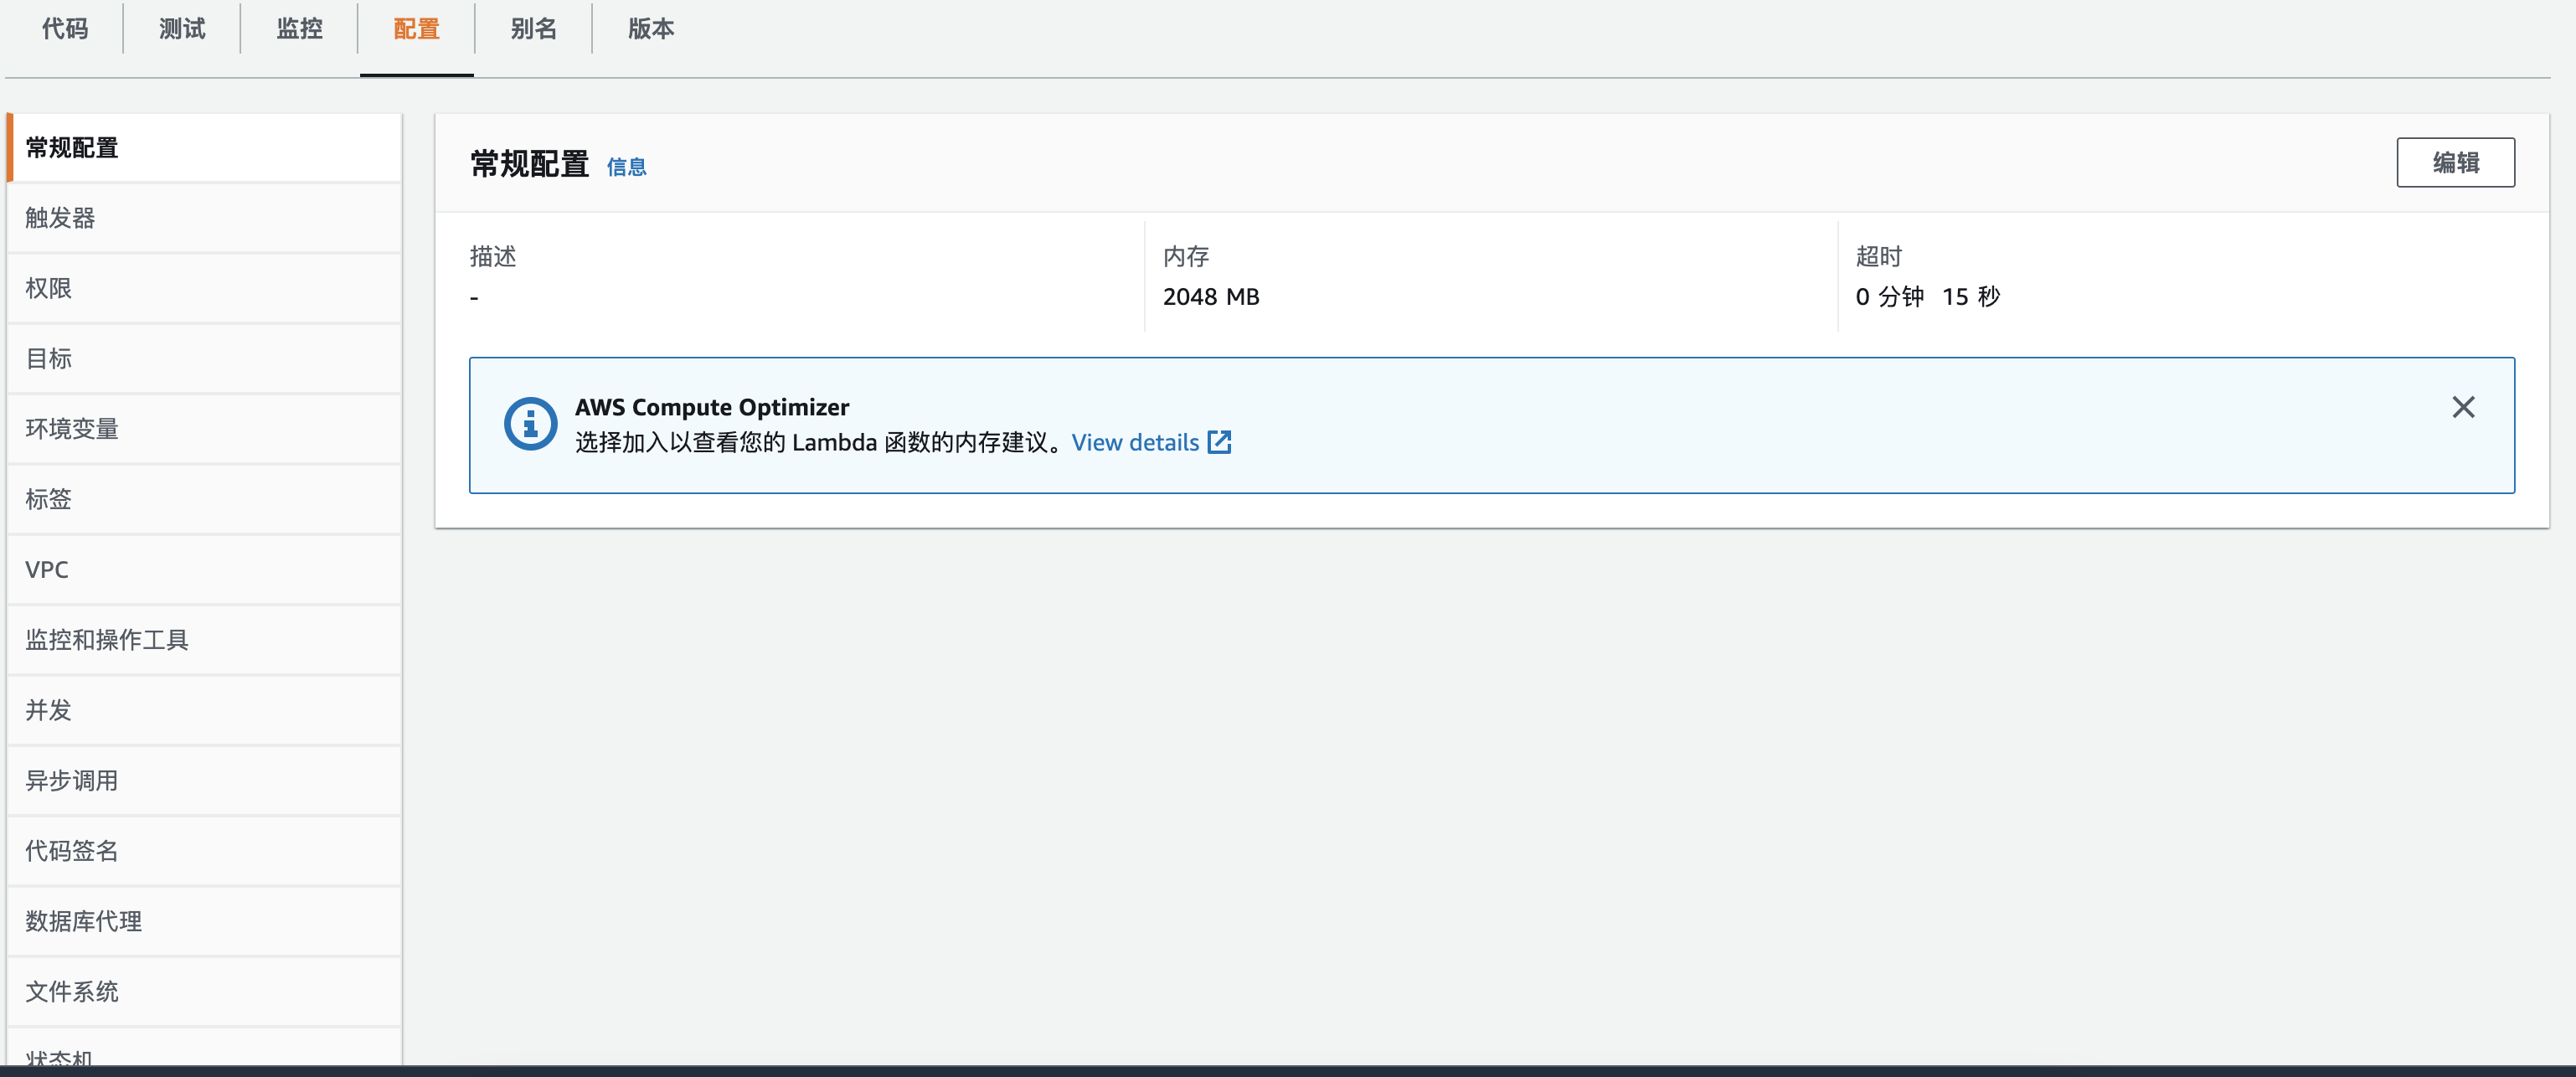 代码 测试 监控 配置 别名 版本
常规配置
触发器
权限
目标
环境变量
标签
VPC
监控和操作工具
并发
异步调用
代码签名
数据库代理
文件系统
状态机
常规配置 信息
编辑
描述
-
内存
2048 MB
超时
0 分钟 15 秒
AWS Compute Optimizer
选择加入以查看您的 Lambda 函数的内存建议。View details